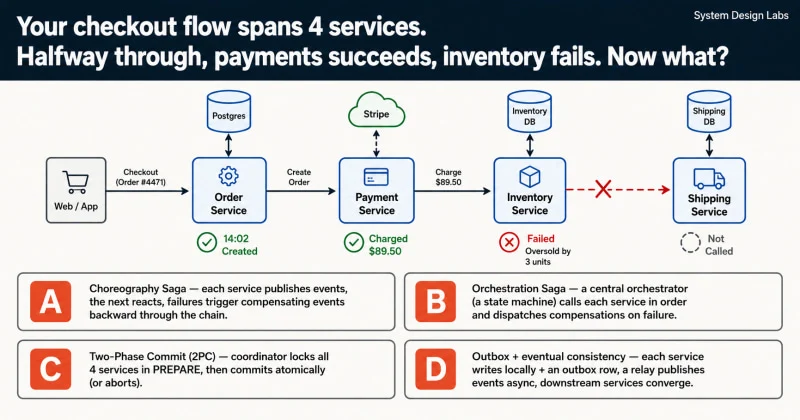 System Design Labs
Your checkout flow spans 4 services.
Halfway through, payments succeeds, inventory fails. Now what?
Postgres
Stripe
Inventory
DB
Shipping
DB
Web / App
Checkout
(Order #4471)
Order
Service
Create
Order
Payment
Service
Charge
$89.50
Inventory
Service
Shipping
Service
14:02
Created
Charged
$89.50
Failed
Oversold by
3 units
Not
Called
A
Choreography Saga — each service publishes events,
the next reacts, failures trigger compensating events
backward through the chain.
B
Orchestration Saga — a central orchestrator
(a state machine) calls each service in order
and dispatches compensations on failure.
C
Two-Phase Commit (2PC) — coordinator locks all
4 services in PREPARE, then commits atomically
(or aborts).
D
Outbox + eventual consistency — each service
writes locally + an outbox row, a relay publishes
events async, downstream services converge.